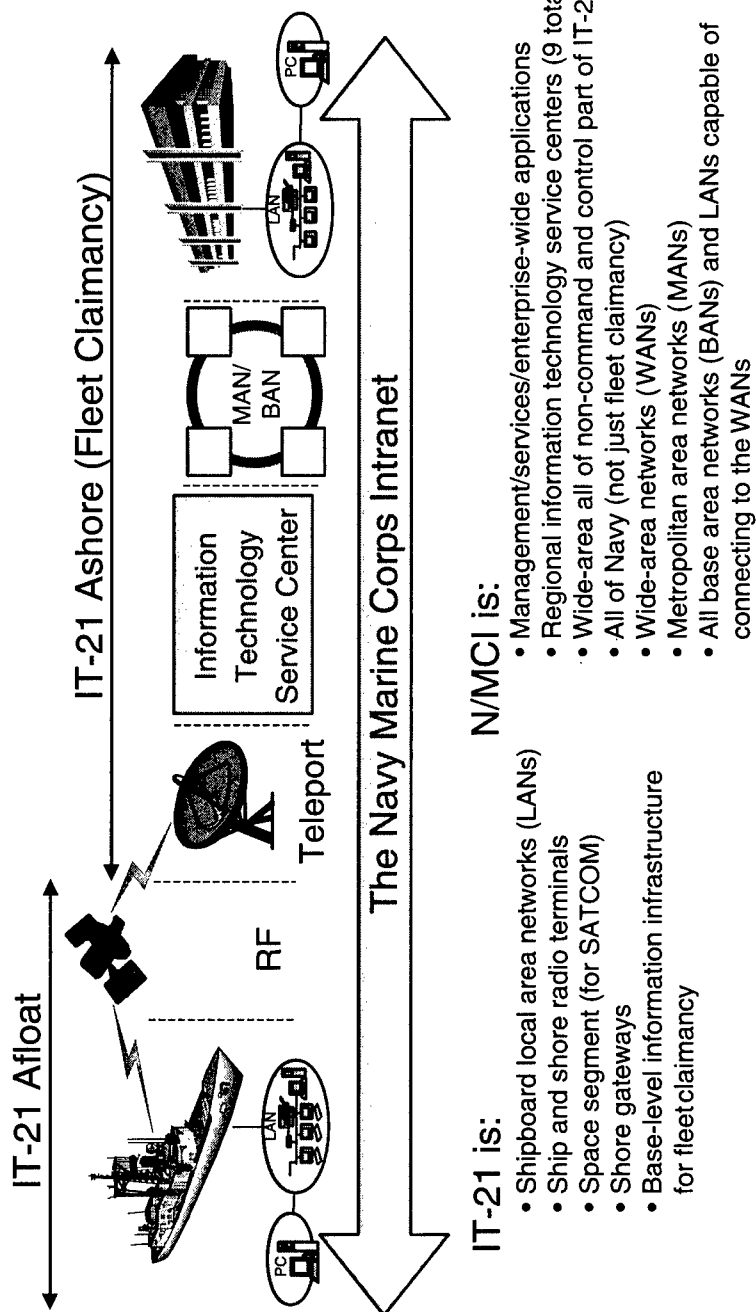 IT-21 Afloat
IT-21 Ashore (Fleet Claimancy)
PC
LAN
RF
Teleport
Information
Technology
Service Center
MAN/
BAN
LAN
PC
The Navy Marine Corps Intranet
IT-21 is:
• Shipboard local area networks (LANs)
• Ship and shore radio terminals
• Space segment (for SATCOM)
• Shore gateways
• Base-level information infrastructure
for fleetclaimancy
N/MCI is:
• Management/services/enterprise-wide applications
• Regional information technology service centers (9 tota
• Wide-area all of non-command and control part of IT-2
• All of Navy (not just fleet claimancy)
• Wide-area networks (WANs)
• Metropolitan area networks (MANs)
• All base area networks (BANs) and LANs capable of
connecting to the WANs